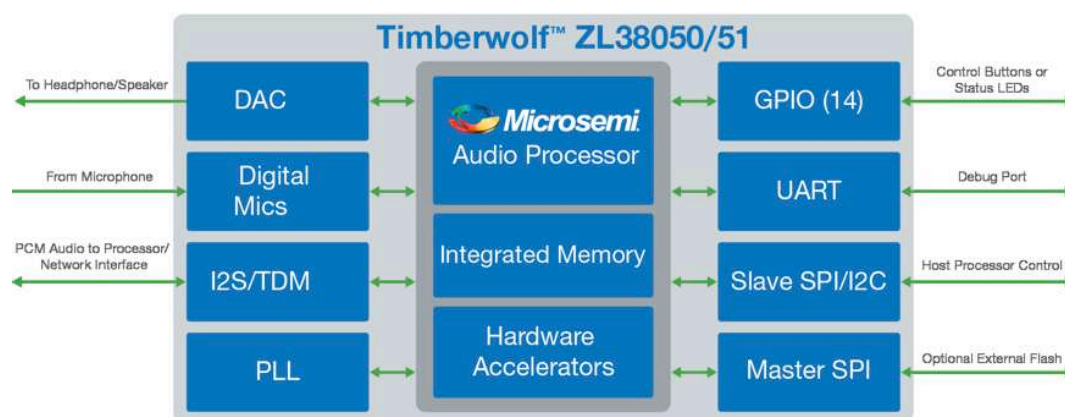 Timberwolf™ ZL38050/51
To Headphone/Speaker
DAC
Microsemi.
Audio Processor
GPIO (14)
Control Buttons or
Status LEDs
From Microphone
Digital
Mics
UART
Debug Port
PCM Audio to Processor/
Network Interface
I2S/TDM
Integrated Memory
Slave SPI/I2C
Host Processor Control
PLL
Hardware
Accelerators
Master SPI
Optional External Flash